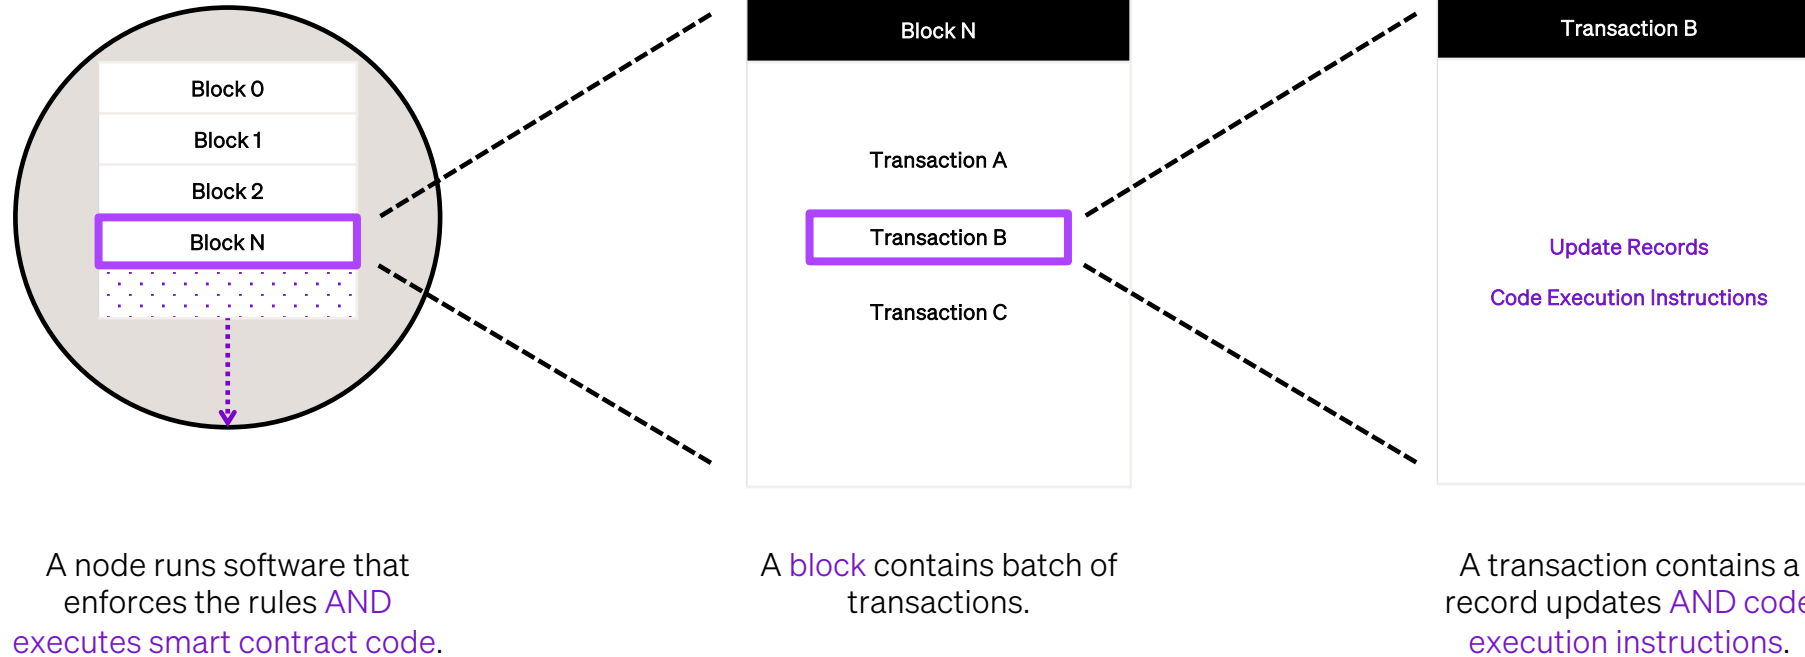 Block 0
Block 1
Block 2
Block N
A node runs software that
enforces the rules AND
executes smart contract code.
Block N
Transaction A
Transaction B
Transaction C
A block contains batch of
transactions.
Transaction B
Update Records
Code Execution Instructions
A transaction contains a
record updates AND code
execution instructions.